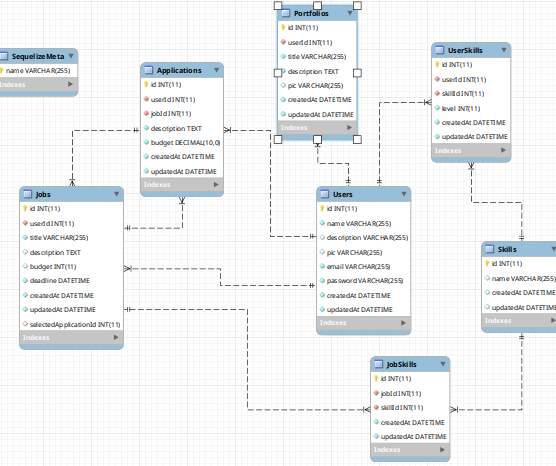 SequelizeMeta
name VARCHAR(255)
Indexes
Applications
id INT(11)
userId INT(11)
jobId INT(11)
description TEXT
budget DECIMAL(10,0)
createdAt DATETIME
updatedAt DATETIME
Indexes
Portfolios
id INT(11)
userId INT(11)
title VARCHAR(255)
description TEXT
pic VARCHAR(255)
createdAt DATETIME
updatedAt DATETIME
Indexes
UserSkills
id INT(11)
userId INT(11)
skillId INT(11)
level INT(11)
createdAt DATETIME
updatedAt DATETIME
Indexes
Jobs
id INT(11)
userId INT(11)
title VARCHAR(255)
description TEXT
budget INT(11)
deadline DATETIME
createdAt DATETIME
updatedAt DATETIME
selectedApplicationId INT(11)
Indexes
Users
id INT(11)
name VARCHAR(255)
description VARCHAR(255)
pic VARCHAR(255)
email VARCHAR(255)
password VARCHAR(255)
createdAt DATETIME
updatedAt DATETIME
Indexes
Skills
id INT(11)
name VARCHAR(255)
createdAt DATETIME
updatedAt DATETIME
Indexes
JobSkills
id INT(11)
jobId INT(11)
skillId INT(11)
createdAt DATETIME
updatedAt DATETIME
Indexes